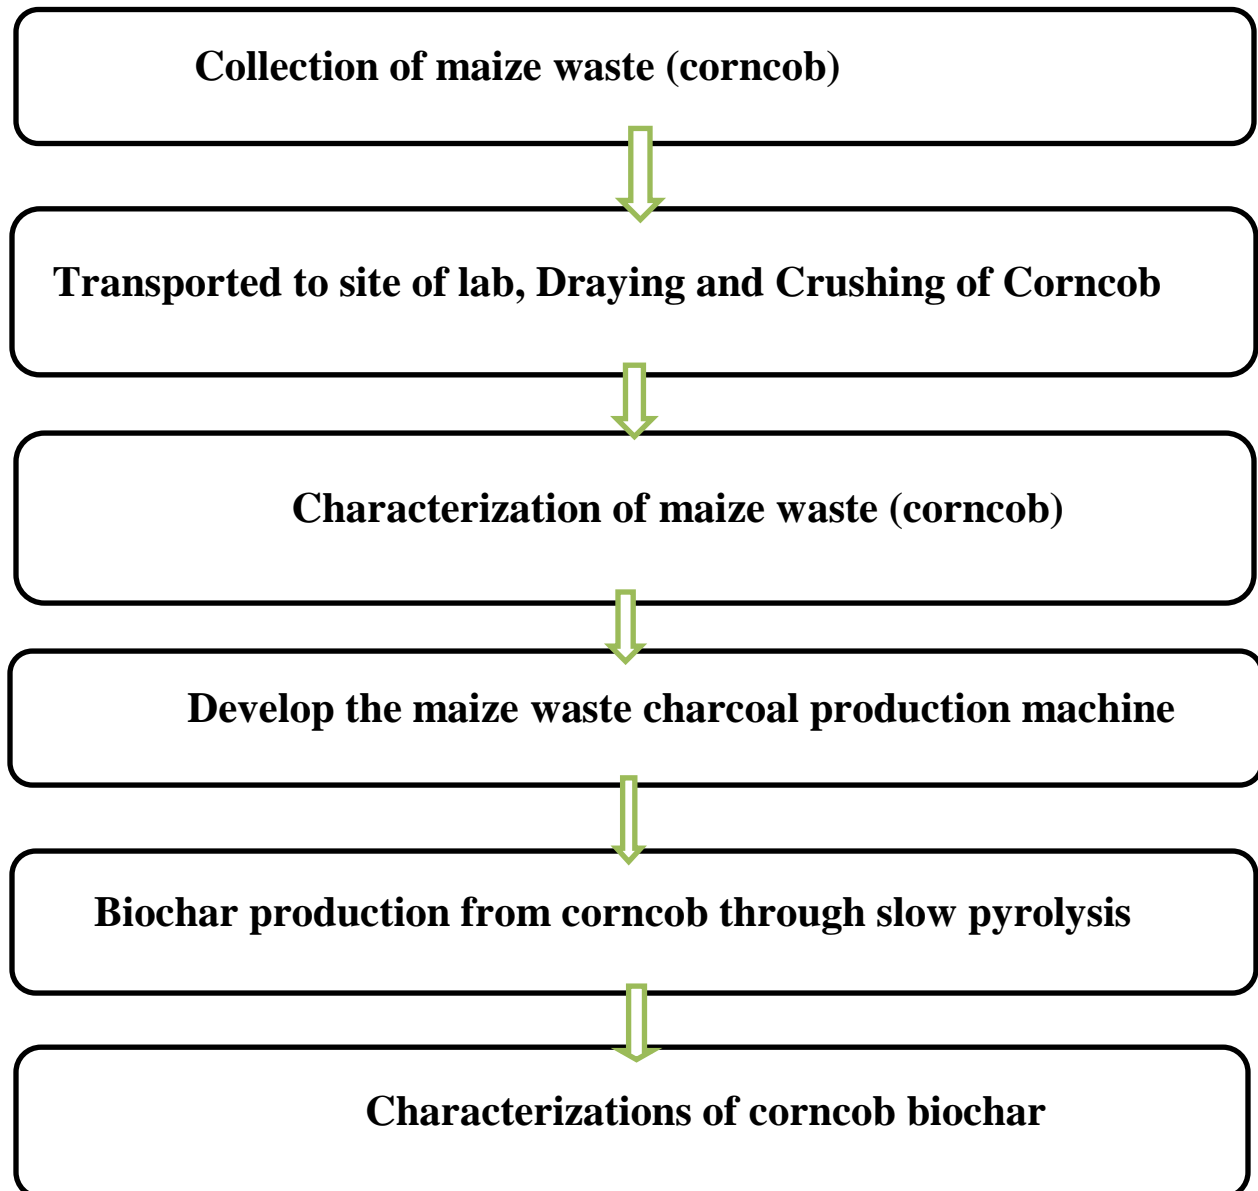 Collection of maize waste (corncob)
Transported to site of lab, Draying and Crushing of Corncob
Characterization of maize waste (corncob)
Develop the maize waste charcoal production machine
Biochar production from corncob through slow pyrolysis
Characterizations of corncob biochar